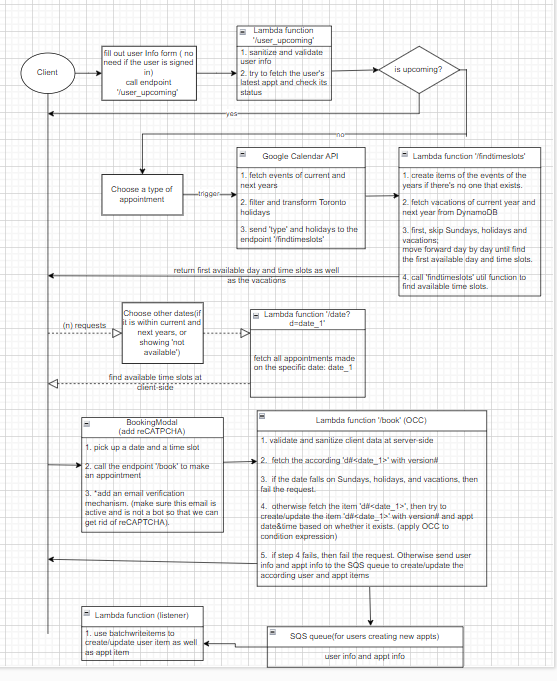 Client
fill out user Info form ( no
need if the user is signed
in)
call endpoint
'/user_upcoming'
Lambda function
'/user_upcoming'
1. sanitize and validate
user info
2. try to fetch the user's
latest appt and check its
status
is upcoming?
yes
no
Choose a type of
appointment
trigger
Google Calendar API
1. fetch events of current and
next years
2. filter and transform Toronto
holidays
3. send 'type' and holidays to the
endpoint '/findtimeslots'
Lambda function '/findtimeslots'
1. create items of the events of the
years if there's no one that exists.
2. fetch vacations of current year and
next year from DynamoDB
3. first, skip Sundays, holidays and
vacations;
move forward day by day until find
the first available day and time slots.
4. call 'findtimeslots' util function to
find available time slots.
return first available day and time slots as well
as the vacations
(n) requests
Choose other dates(if
it is within current and
next years, or
showing 'not
available')
Lambda function '/date?
d=date_1'
fetch all appointments made
on the specific date: date_1
find available time slots at
client-side
BookingModal
(add reCATPCHA)
1. pick up a date and a time slot
2. call the endpoint '/book' to make
an appointment
3. *add an email verification
mechanism. (make sure this email is
active and is not a bot so that we can
get rid of reCAPTCHA).
Lambda function '/book' (OCC)
1. validate and sanitize client data at server-side
2. fetch the according 'd#<date_1>' with version#
3. if the date falls on Sundays, holidays, and vacations, then
fail the request.
4. otherwise fetch the item 'd#<date_1>', then try to
create/update the item 'd#<date_1>' with version# and appt
date&time based on whether it exists. (apply OCC to
condition expression)
5. if step 4 fails, then fail the request. Otherwise send user
info and appt info to the SQS queue to create/update the
according user and appt items
Lambda function (listener)
1. use batchwriteitems to
create/update user item as well
as appt item
SQS queue(for users creating new appts)
user info and appt info